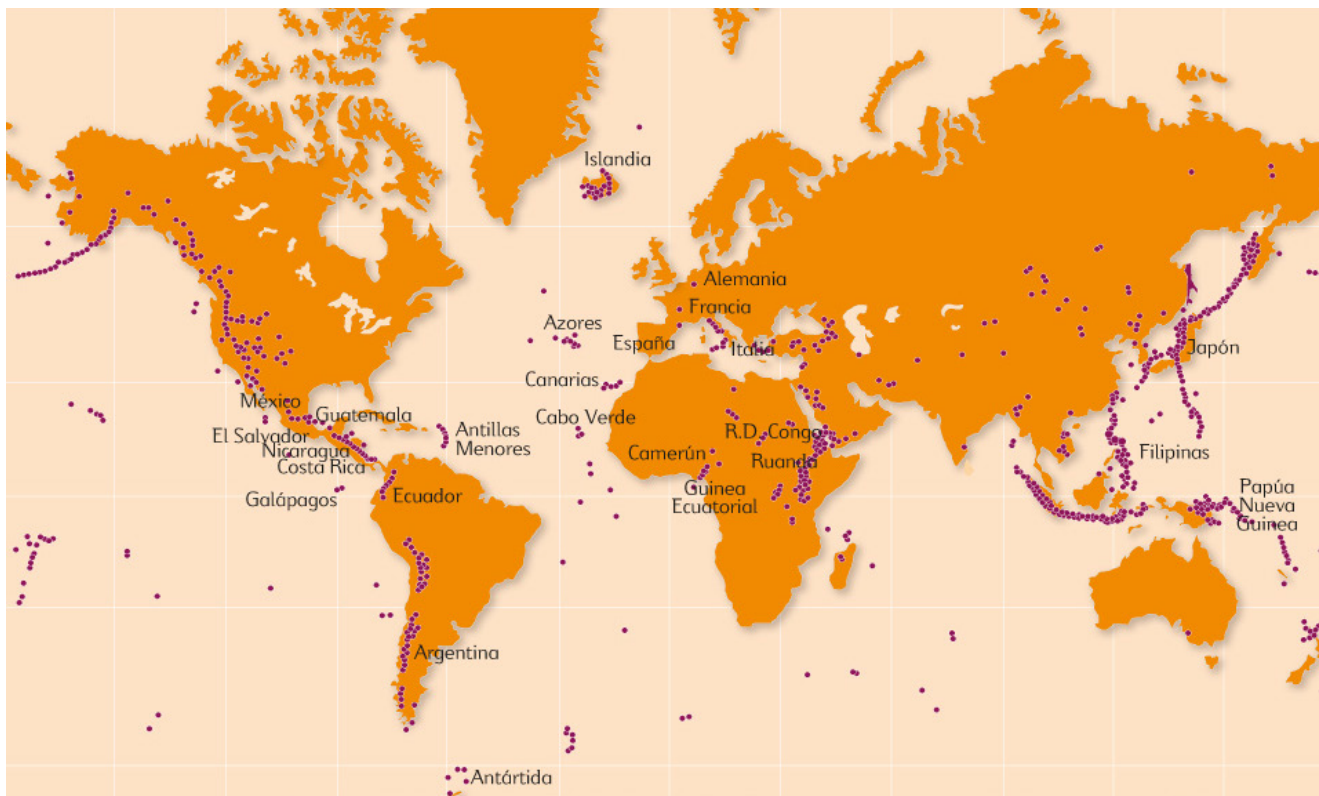 Islandia
Alemania
Francia
Azores
España
Italia
Japón
Canarias
México
Guatemala
Cabo Verde
Antillas
Menores
R.D. Congo
El Salvador
Nicaragua
Costa Rica
Camerún
Ruanda
Filipinas
Galápagos
Ecuador
Guinea
Ecuatorial
Papúa
Nueva
Guinea
Argentina
Antártida